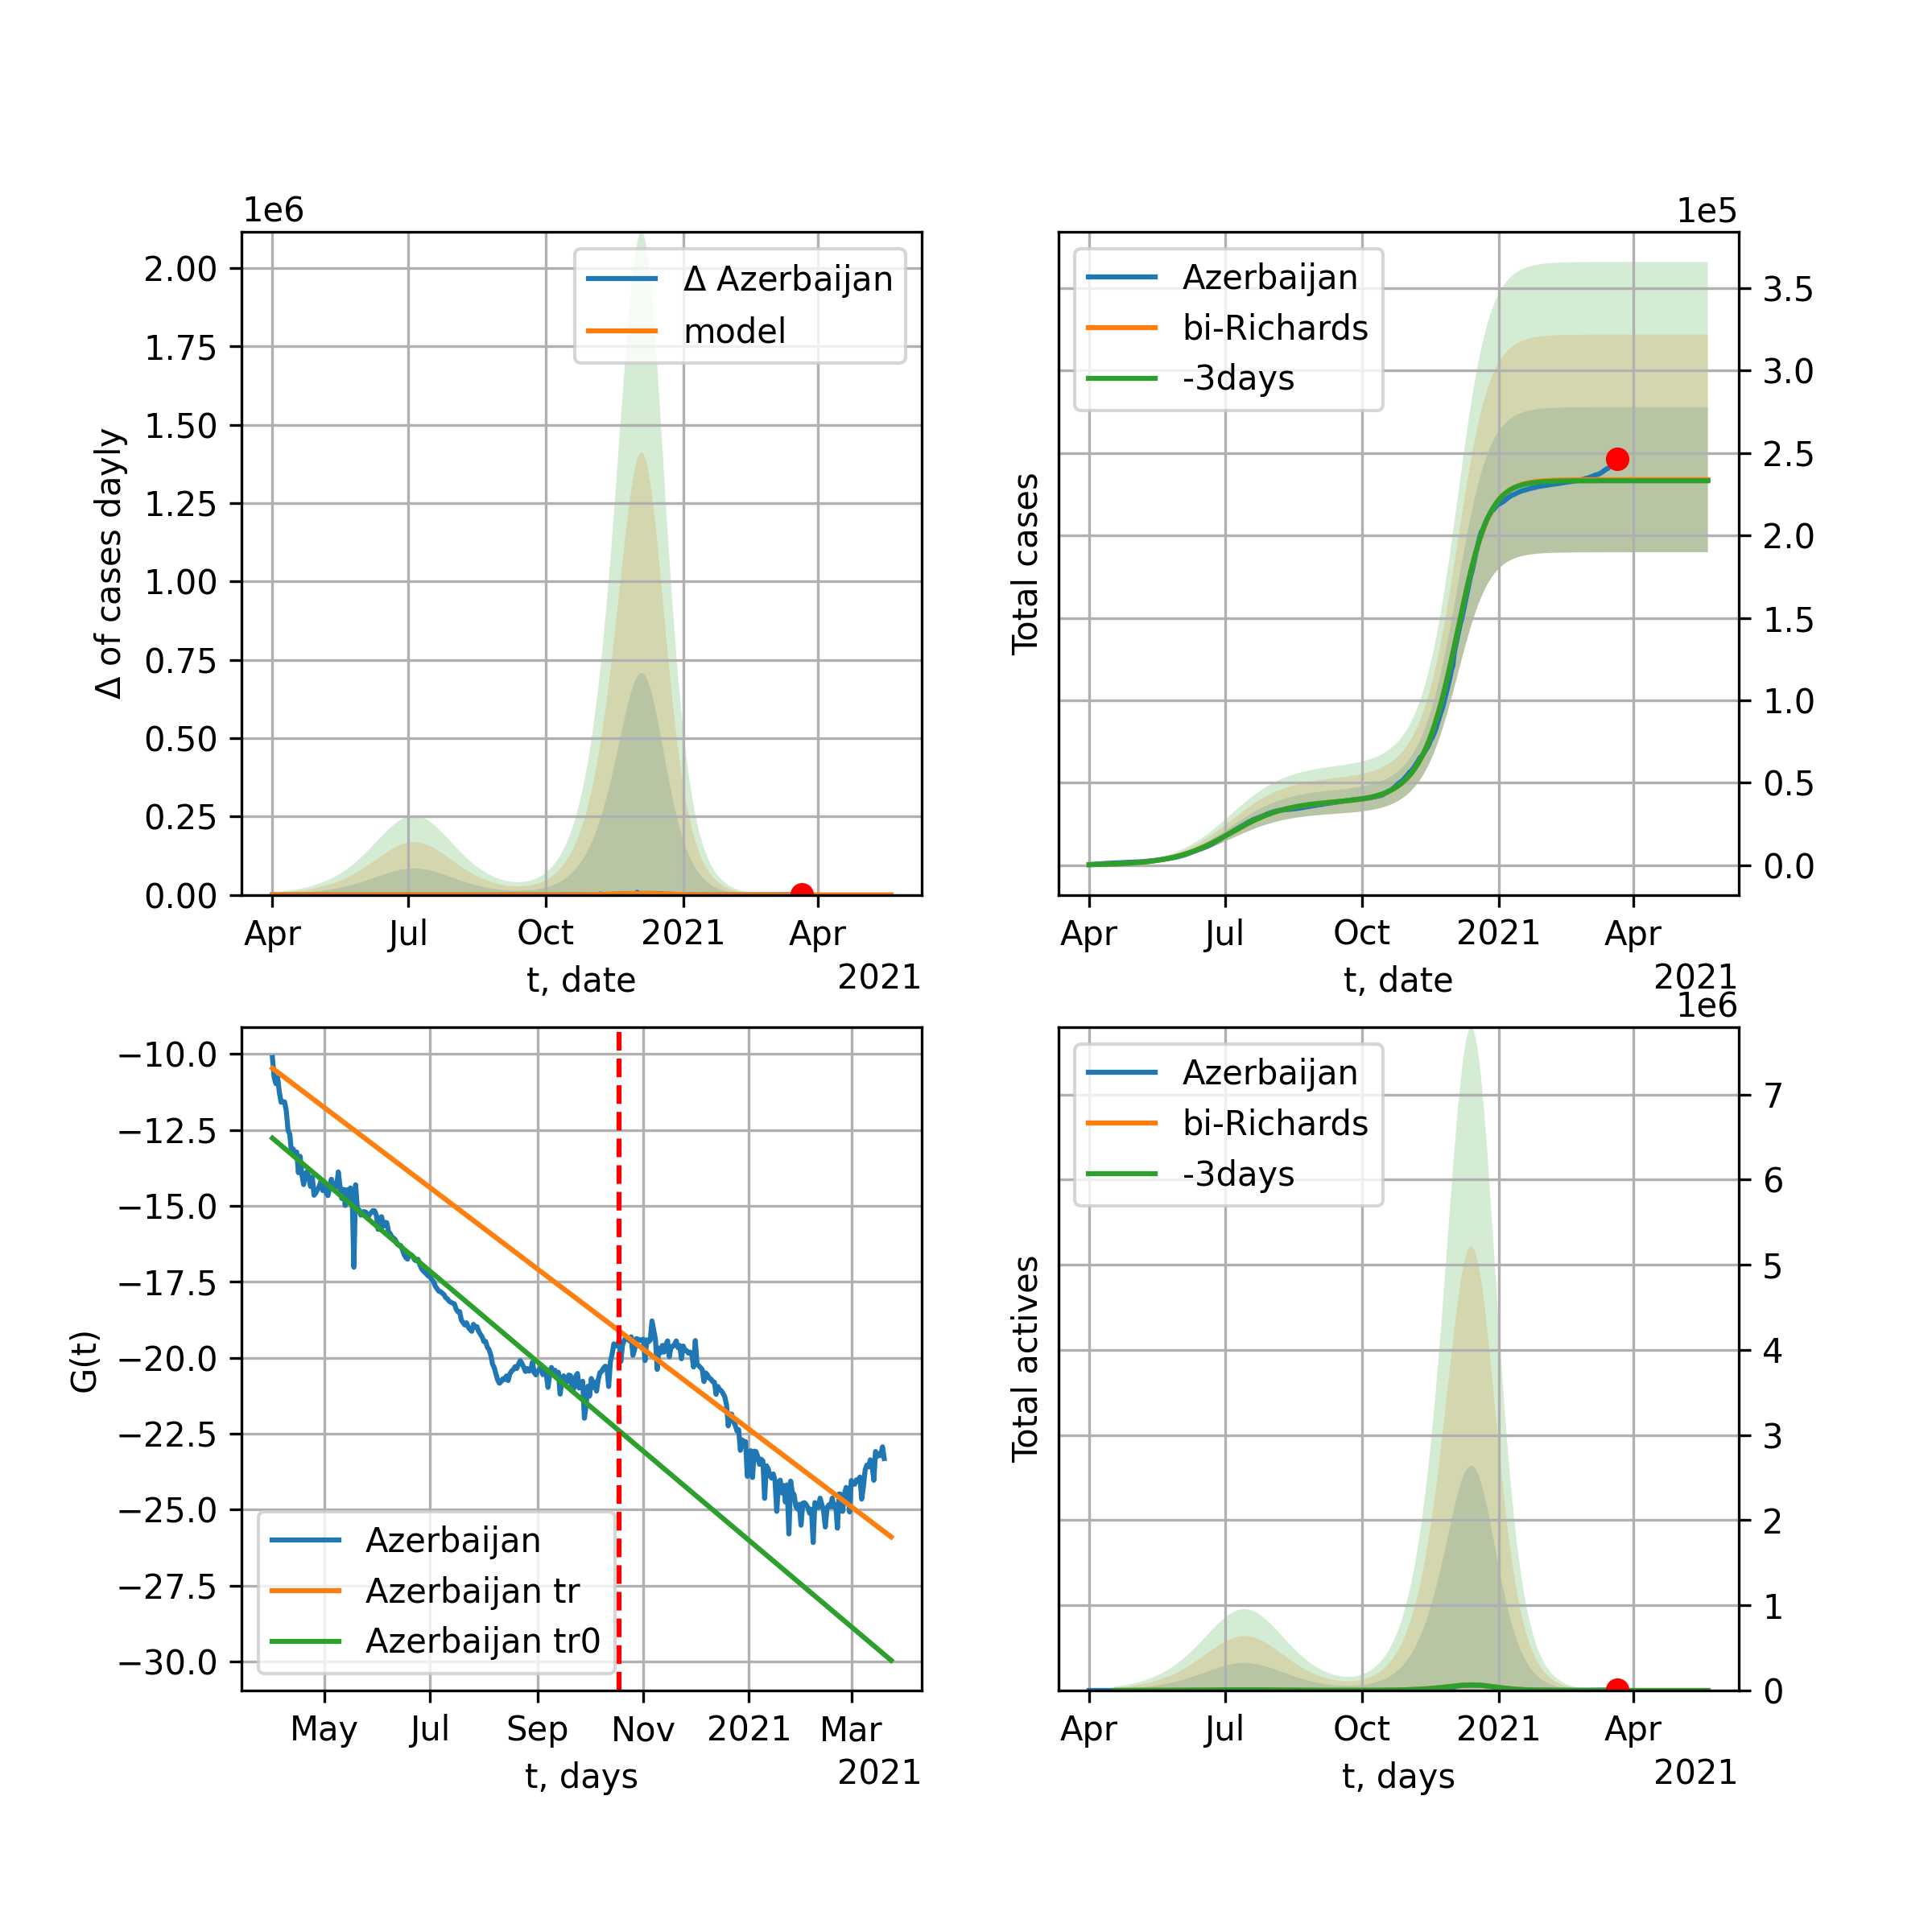 1e6
2.00
1.75
1.50
1.25
1.00
0.75
0.50
0.25
0.00
Δ of cases dayly
Δ Azerbaijan
model
Apr Jul Oct 2021 Apr
t, date
2021
1e5
Azerbaijan
bi-Richards
-3days
Total cases
3.5
3.0
2.5
2.0
1.5
1.0
0.5
0.0
Apr Jul Oct 2021 Apr
t, date
2021
−10.0
−12.5
−15.0
−17.5
−20.0
−22.5
−25.0
−27.5
−30.0
G(t)
Azerbaijan
Azerbaijan tr
Azerbaijan tr0
May Jul Sep Nov 2021 Mar
t, days
2021
1e6
Azerbaijan
bi-Richards
-3days
Total actives
7
6
5
4
3
2
1
0
Apr Jul Oct 2021 Apr
t, days
2021